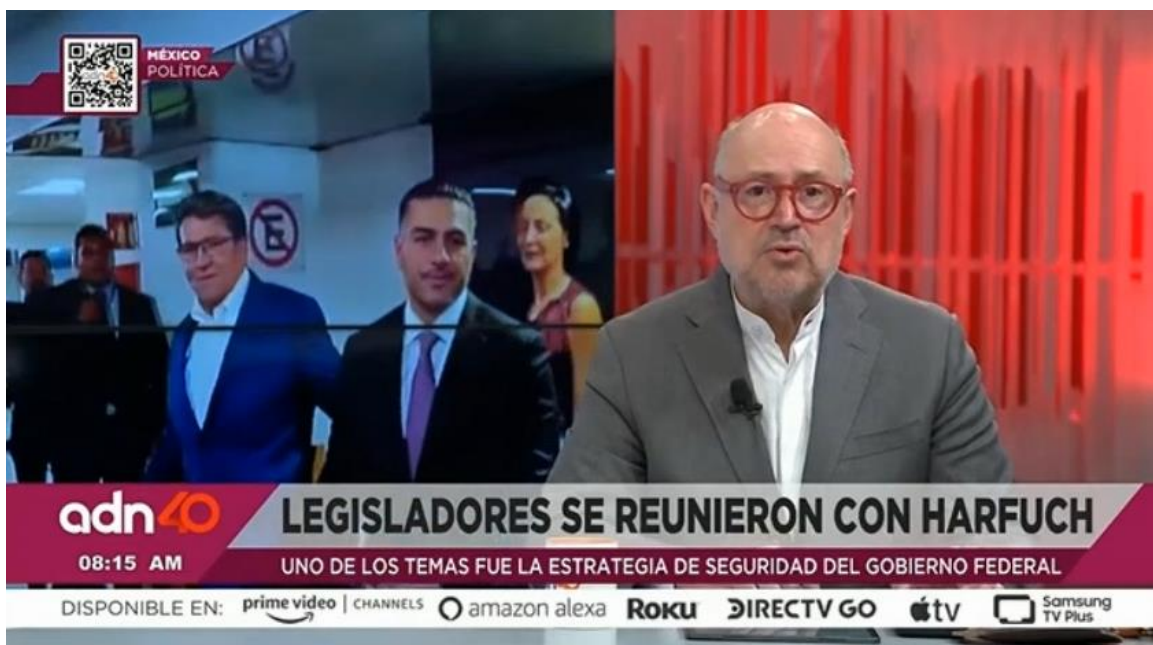 MÉXICO
POLÍTICA
E
E
adn40
LEGISLADORES SE REUNIERON CON HARFUCH
08:15 AM
UNO DE LOS TEMAS FUE LA ESTRATEGIA DE SEGURIDAD DEL GOBIERNO FEDERAL
DISPONIBLE EN: prime video | CHANNELS amazon alexa ROKU DIRECTV GO tv Samsung TV Plus